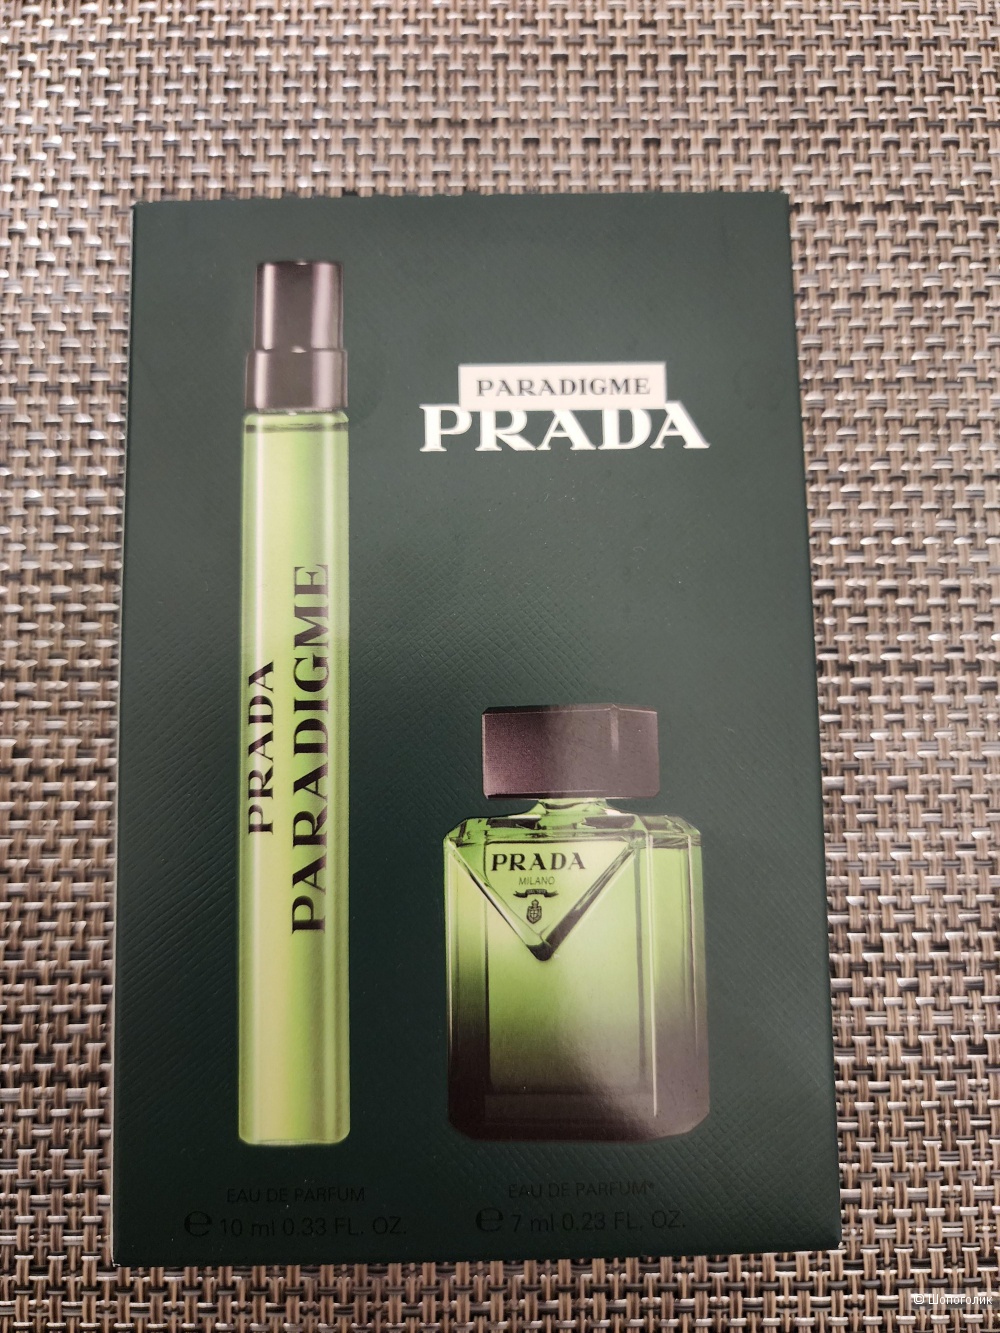 PARADIGME
PRADA
PRADA
PARADIGME
PRADA
MILANO
EAU DE PARFUM
℮ 10 ml 0.33 FL. OZ.
EAU DE PARFUM*
℮ 7 ml 0.23 FL. OZ.
© Шопоголик